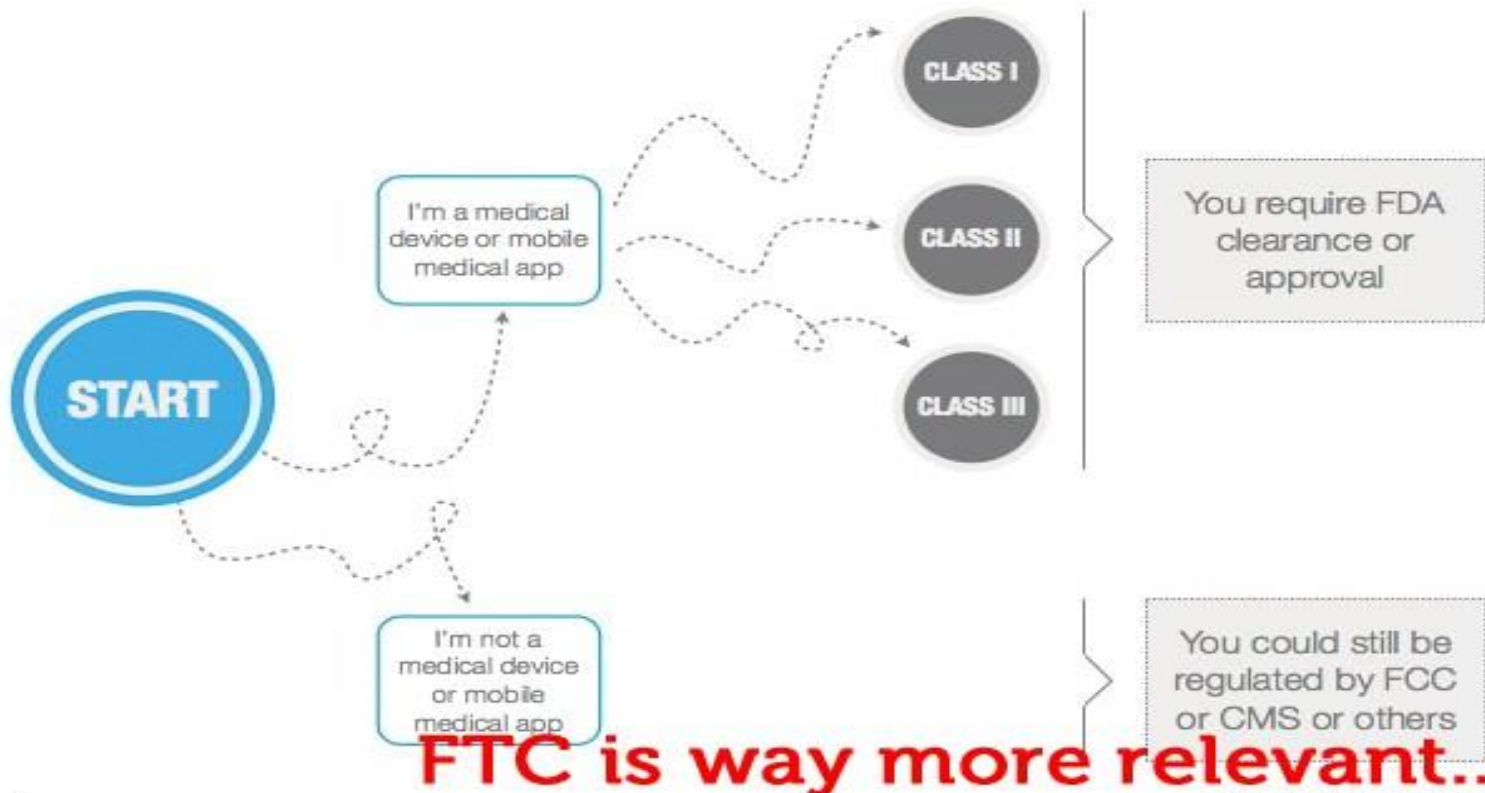 START
I'm a medical
device or mobile
medical app
CLASS I
CLASS II
CLASS III
You require FDA
clearance or
approval
I'm not a
medical device
or mobile
medical app
You could still be
regulated by FCC
or CMS or others
FTC is way more relevant..